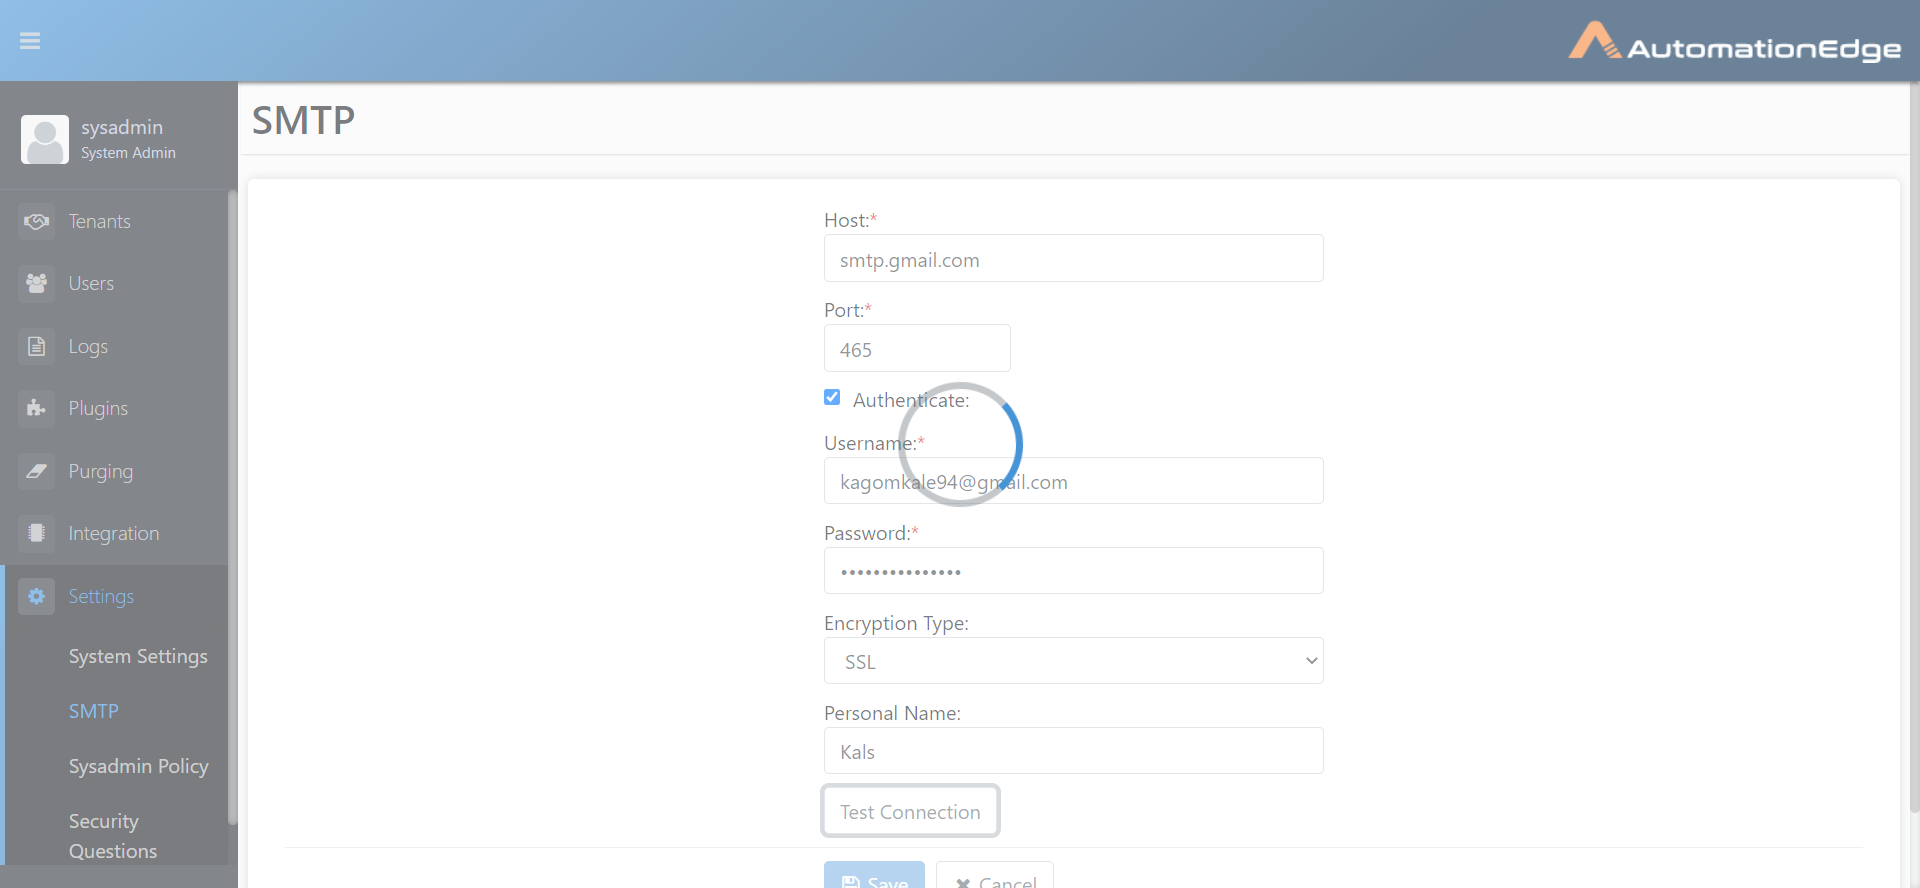 AutomationEdge
sysadmin
System Admin
Tenants
Users
Logs
Plugins
Purging
Integration
Settings
System Settings
SMTP
Sysadmin Policy
Security
Questions
SMTP
Host:*
smtp.gmail.com
Port:*
465
Authenticate:
Username:*
kagomkale94@gmail.com
Password:*
•••••••••••••••
Encryption Type:
SSL
Personal Name:
Kals
Test Connection
Save
Cancel